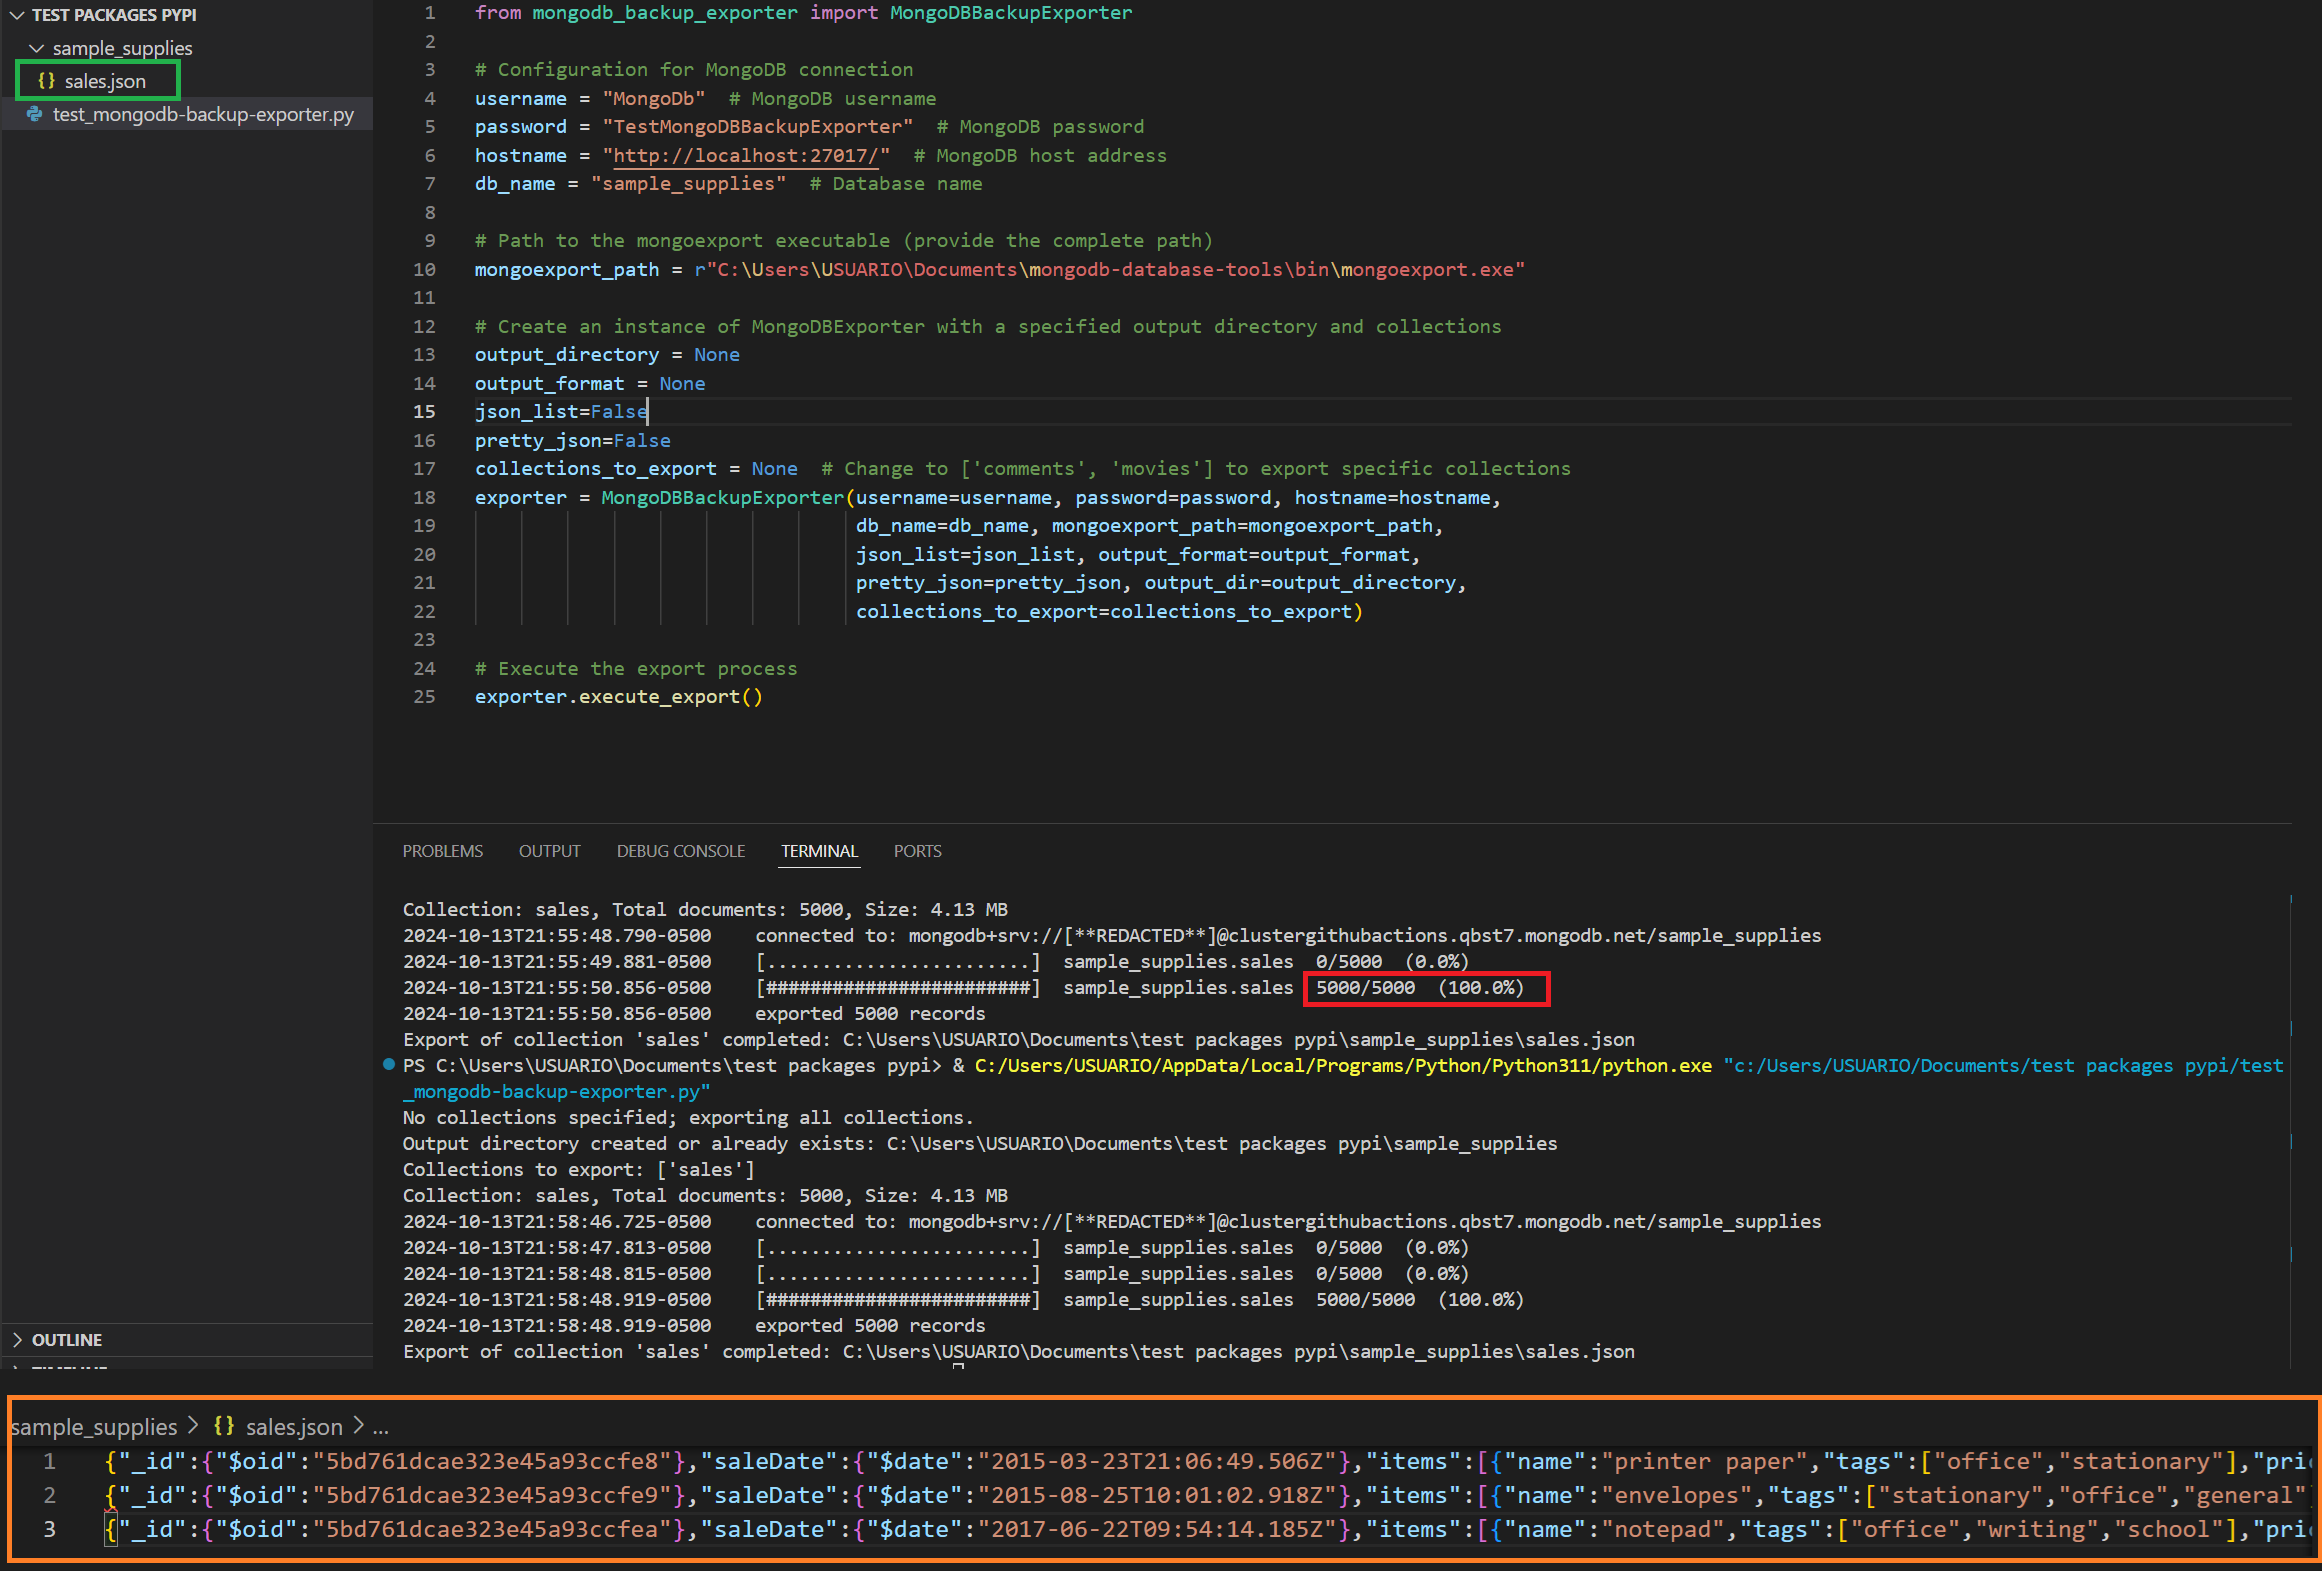 TEST PACKAGES PYPI
sample_supplies
{} sales.json
test_mongodb-backup-exporter.py
OUTLINE
1 from mongodb_backup_exporter import MongoDBBackupExporter
2
3 # Configuration for MongoDB connection
4 username = "MongoDb"  # MongoDB username
5 password = "TestMongoDBBackupExporter"  # MongoDB password
6 hostname = "http://localhost:27017/"  # MongoDB host address
7 db_name = "sample_supplies"  # Database name
8
9 # Path to the mongoexport executable (provide the complete path)
10 mongoexport_path = r"C:\Users\USUARIO\Documents\mongodb-database-tools\bin\mongoexport.exe"
11
12 # Create an instance of MongoDBExporter with a specified output directory and collections
13 output_directory = None
14 output_format = None
15 json_list=False
16 pretty_json=False
17 collections_to_export = None  # Change to ['comments', 'movies'] to export specific collections
18 exporter = MongoDBBackupExporter(username=username, password=password, hostname=hostname,
19 db_name=db_name, mongoexport_path=mongoexport_path,
20 json_list=json_list, output_format=output_format,
21 pretty_json=pretty_json, output_dir=output_directory,
22 collections_to_export=collections_to_export)
23
24 # Execute the export process
25 exporter.execute_export()
PROBLEMS OUTPUT DEBUG CONSOLE TERMINAL PORTS
Collection: sales, Total documents: 5000, Size: 4.13 MB
2024-10-13T21:55:48.790-0500    connected to: mongodb+srv://[**REDACTED**]@clustergithubactions.qbst7.mongodb.net/sample_supplies
2024-10-13T21:55:49.881-0500    [........................]  sample_supplies.sales  0/5000  (0.0%)
2024-10-13T21:55:50.856-0500    [########################]  sample_supplies.sales  5000/5000  (100.0%)
2024-10-13T21:55:50.856-0500    exported 5000 records
Export of collection 'sales' completed: C:\Users\USUARIO\Documents\test packages pypi\sample_supplies\sales.json
PS C:\Users\USUARIO\Documents\test packages pypi> & C:/Users/USUARIO/AppData/Local/Programs/Python/Python311/python.exe "c:/Users/USUARIO/Documents/test packages pypi/test
_mongodb-backup-exporter.py"
No collections specified; exporting all collections.
Output directory created or already exists: C:\Users\USUARIO\Documents\test packages pypi\sample_supplies
Collections to export: ['sales']
Collection: sales, Total documents: 5000, Size: 4.13 MB
2024-10-13T21:58:46.725-0500    connected to: mongodb+srv://[**REDACTED**]@clustergithubactions.qbst7.mongodb.net/sample_supplies
2024-10-13T21:58:47.813-0500    [........................]  sample_supplies.sales  0/5000  (0.0%)
2024-10-13T21:58:48.815-0500    [........................]  sample_supplies.sales  0/5000  (0.0%)
2024-10-13T21:58:48.919-0500    [########################]  sample_supplies.sales  5000/5000  (100.0%)
2024-10-13T21:58:48.919-0500    exported 5000 records
Export of collection 'sales' completed: C:\Users\USUARIO\Documents\test packages pypi\sample_supplies\sales.json
sample_supplies > {} sales.json > ...
1 {"_id":{"$oid":"5bd761dcae323e45a93ccfe8"},"saleDate":{"$date":"2015-03-23T21:06:49.506Z"},"items":[{"name":"printer paper","tags":["office","stationary"],"pric
2 {"_id":{"$oid":"5bd761dcae323e45a93ccfe9"},"saleDate":{"$date":"2015-08-25T10:01:02.918Z"},"items":[{"name":"envelopes","tags":["stationary","office","general"]
3 {"_id":{"$oid":"5bd761dcae323e45a93ccfea"},"saleDate":{"$date":"2017-06-22T09:54:14.185Z"},"items":[{"name":"notepad","tags":["office","writing","school"],"pric